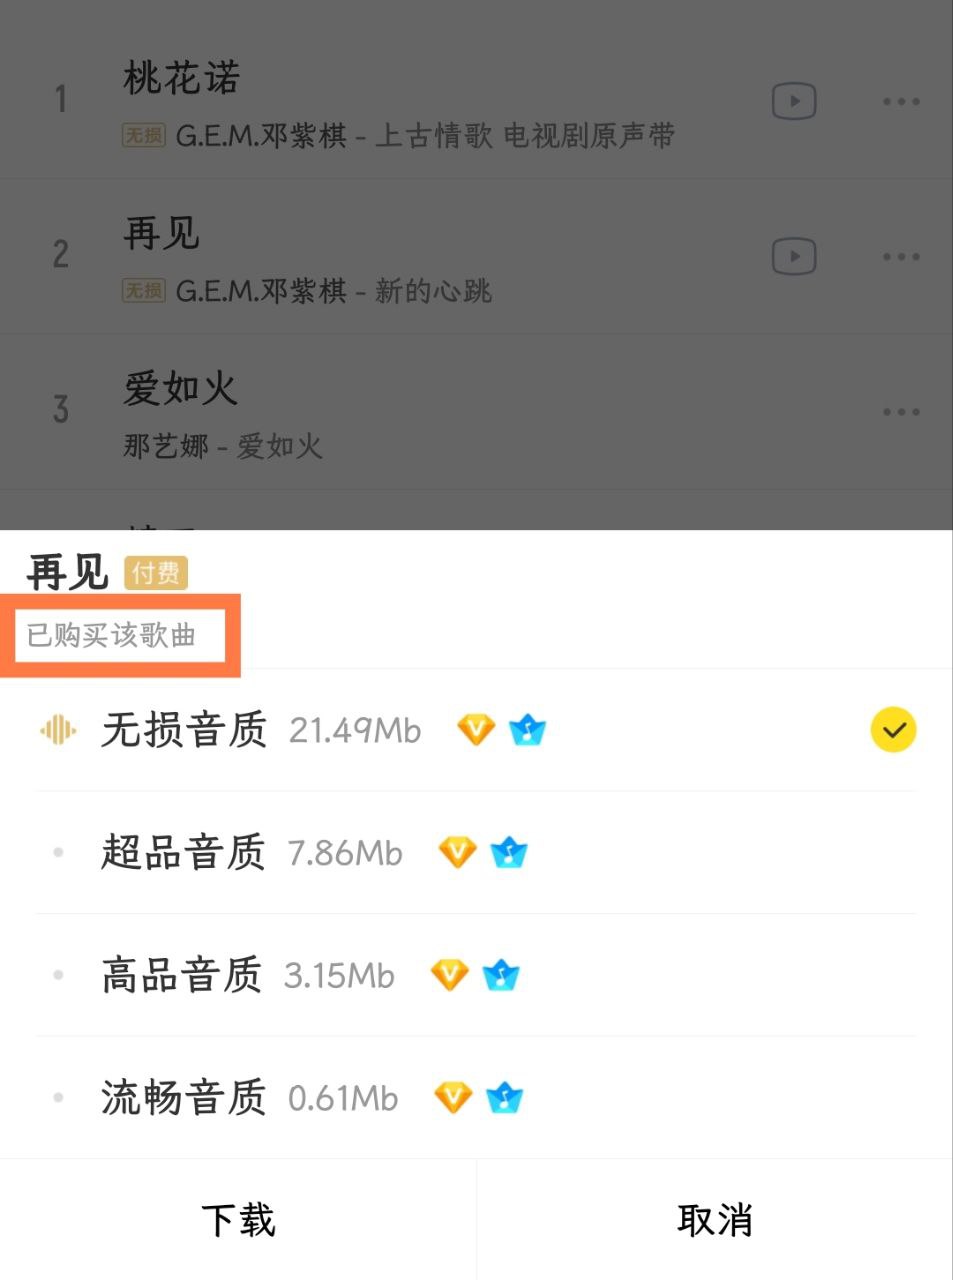 1
桃花诺
无损 G.E.M.邓紫棋 - 上古情歌 电视剧原声带
2
再见
无损 G.E.M.邓紫棋 - 新的心跳
3
爱如火
那艺娜 - 爱如火
再见 付费
已购买该歌曲
无损音质 21.49Mb
超品音质 7.86Mb
高品音质 3.15Mb
流畅音质 0.61Mb
下载 取消